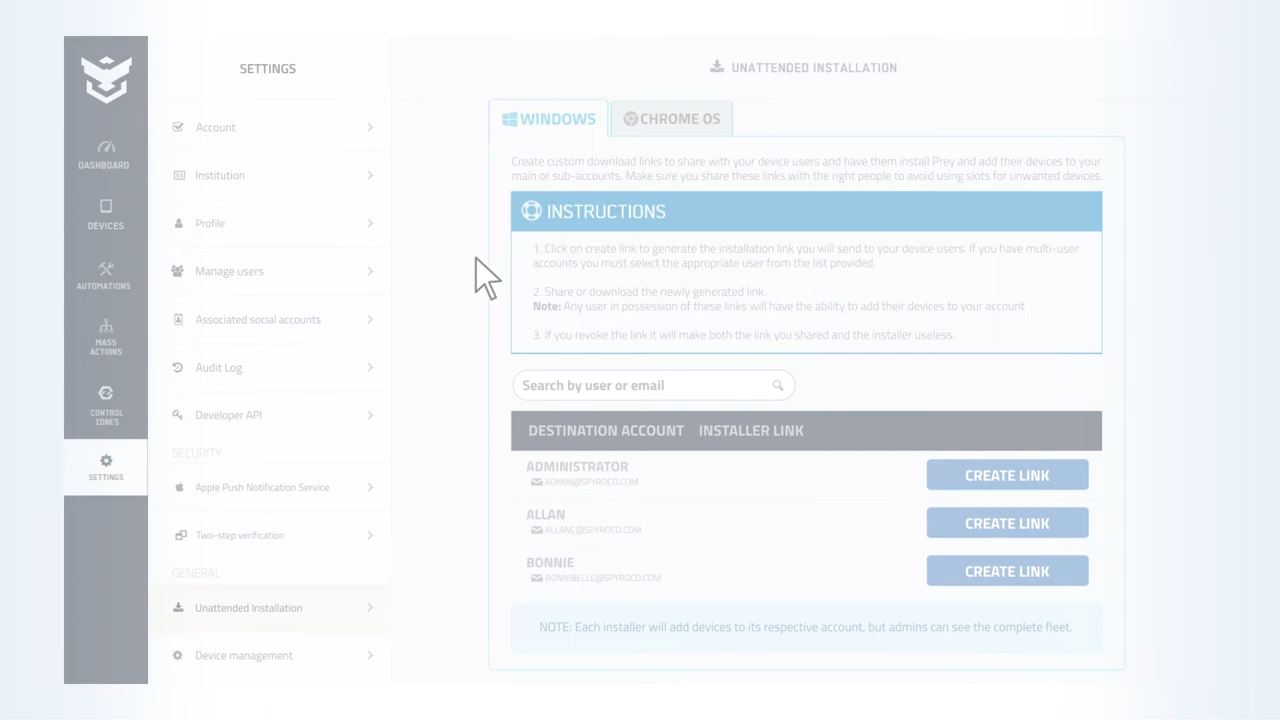 SETTINGS
UNATTENDED INSTALLATION
DASHBOARD
DEVICES
AUTOMATIONS
MASS
ACTIONS
CONTROL
ZONES
SETTINGS
Account
Institution
Profile
Manage users
Associated social accounts
Audit Log
Developer API
SECURITY
Apple Push Notification Service
Two-step verification
GENERAL
Unattended Installation
Device management
WINDOWS
CHROME OS
Create custom download links to share with your device users and have them install Prey and add their devices to your
main or sub-accounts. Make sure you share these links with the right people to avoid using slots for unwanted devices.
INSTRUCTIONS
1. Click on create link to generate the installation link you will send to your device users. If you have multi-user
accounts you must select the appropriate user from the list provided.
2. Share or download the newly generated link.
Note: Any user in possession of these links will have the ability to add their devices to your account
3. If you revoke the link it will make both the link you shared and the installer useless.
Search by user or email
DESTINATION ACCOUNT INSTALLER LINK
ADMINISTRATOR
ADMIN@SPYROCO.COM
CREATE LINK
ALLAN
ALLANC@SPYROCO.COM
CREATE LINK
BONNIE
BONNIBELLE@SPYROCO.COM
CREATE LINK
NOTE: Each installer will add devices to its respective account, but admins can see the complete fleet.